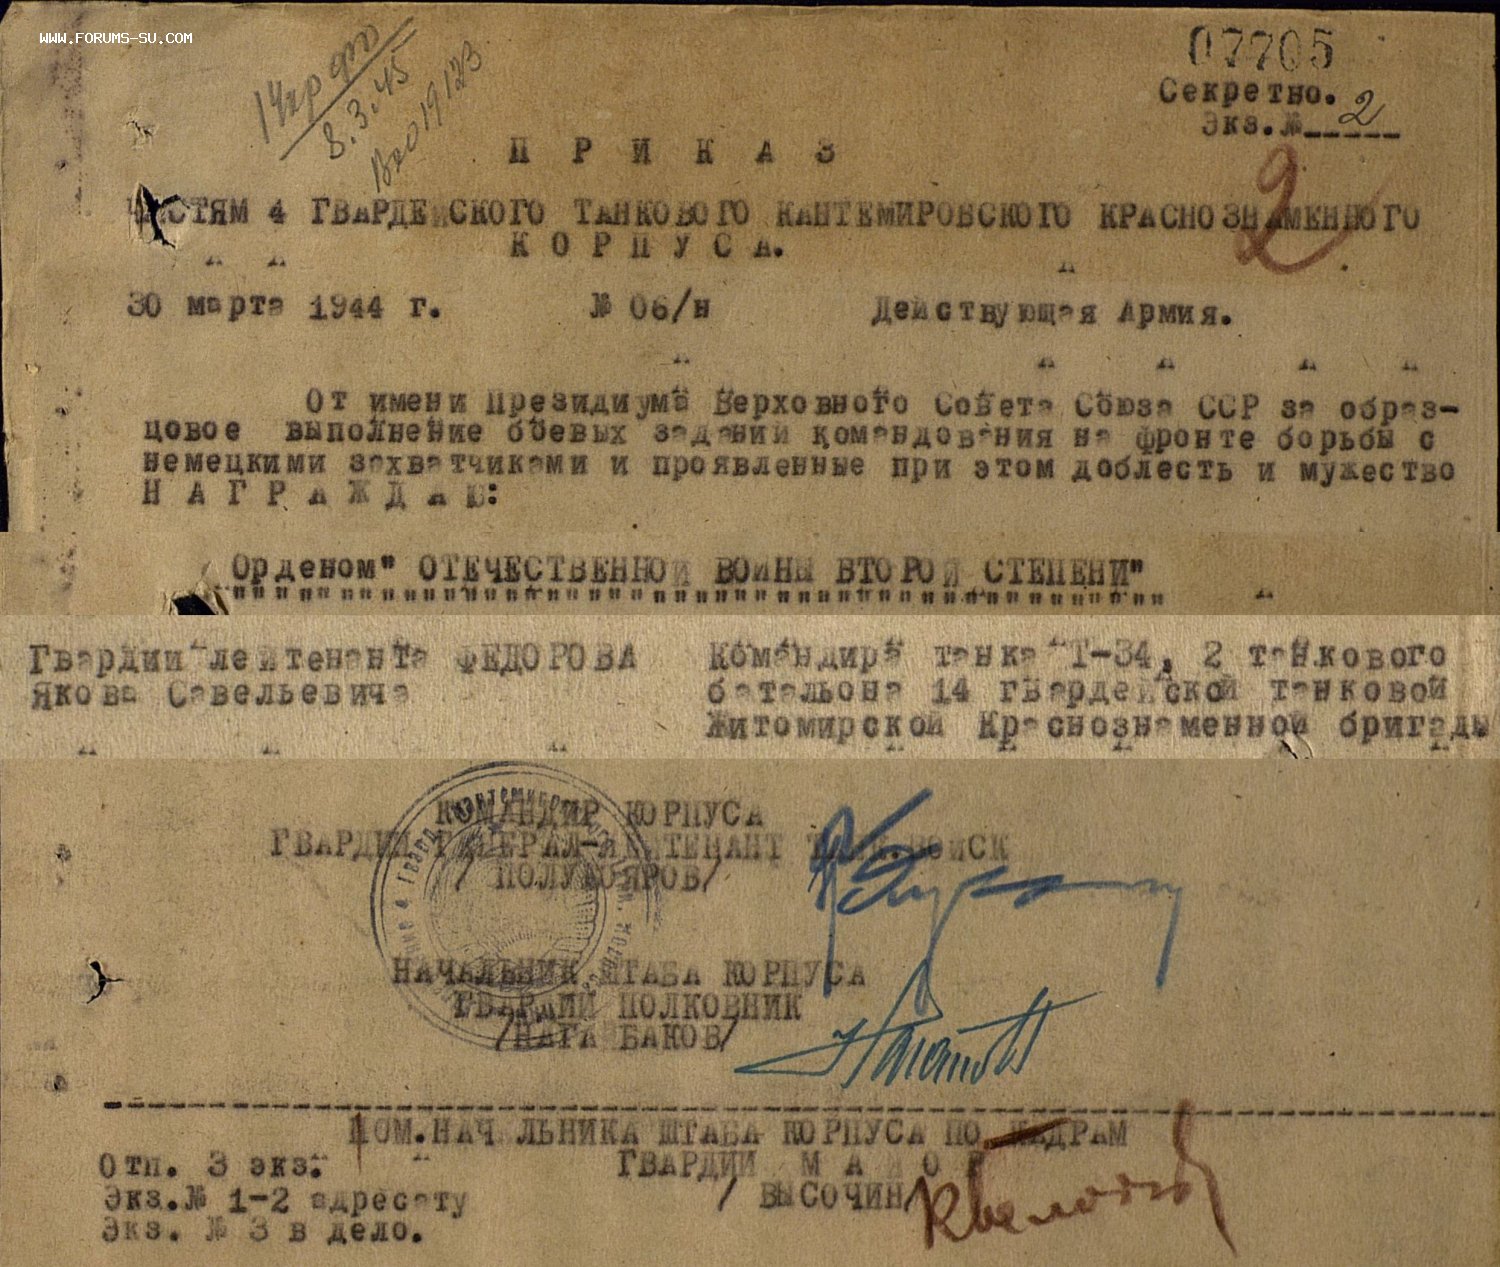 WWW.FORUMS-SU.COM
07705
Секретно.
Экз.№ 2
8.3.45
19123
П Р И К А З
2
ЧАСТЯМ 4 ГВАРДЕЙСКОГО ТАНКОВОГО КАНТЕМИРОВСКОГО КРАСНОЗНАМЕННОГО
К О Р П У С А.
30 марта 1944 г. № 06/н Действующая Армия.
От имени Президиума Верховного Совета Союза ССР за образ-
цовое выполнение боевых заданий командования на фронте борьбы с
немецкими захватчиками и проявленные при этом доблесть и мужество
Н А Г Р А Ж Д А Ю:
Орденом" ОТЕЧЕСТВЕННОЙ ВОЙНЫ ВТОРОЙ СТЕПЕНИ"
Гвардии лейтенанта ФЕДОРОВА Командира танка Т-34, 2 танкового
Якова Савельевича батальона 14 гвардейской танковой
Житомирской Краснознаменной бригады
КОМАНДИР КОРПУСА
ГВАРДИИ ГЕНЕРАЛ-ЛЕЙТЕНАНТ ТАНК.ВОЙСК
/ ПОЛУБОЯРОВ/
НАЧАЛЬНИК ШТАБА КОРПУСА
ГВАРДИИ ПОЛКОВНИК
/НАГАЙБАКОВ/
ПОМ.НАЧАЛЬНИКА ШТАБА КОРПУСА ПО КАДРАМ
Отп. 3 экз. ГВАРДИИ М А Й О Р
Экз.№ 1-2 адресату / ВЫСОЧИН/
Экз. № 3 в дело.